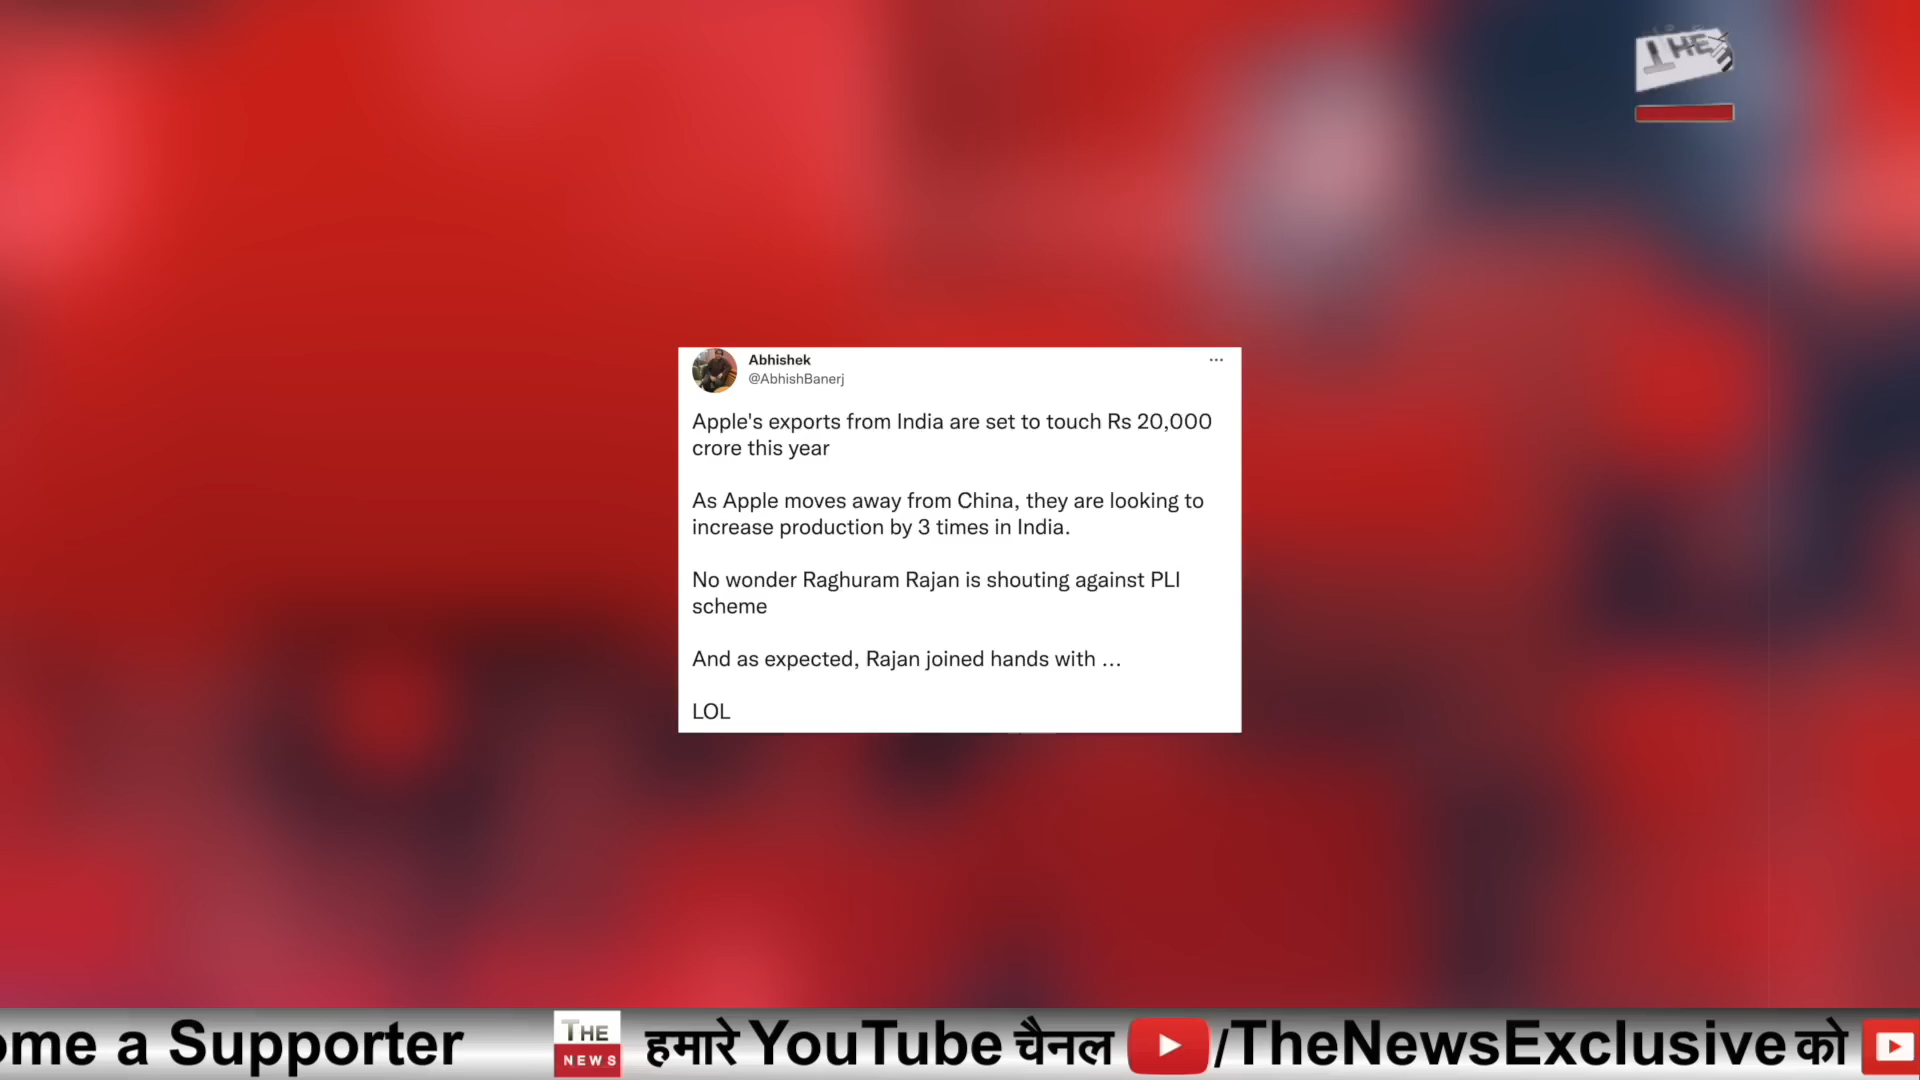 THE
Abhishek
@AbhishBanerj
Apple's exports from India are set to touch Rs 20,000
crore this year
As Apple moves away from China, they are looking to
increase production by 3 times in India.
No wonder Raghuram Rajan is shouting against PLI
scheme
And as expected, Rajan joined hands with ...
LOL
ome a Supporter THE NEWS हमारे YouTube चैनल /TheNewsExclusive को